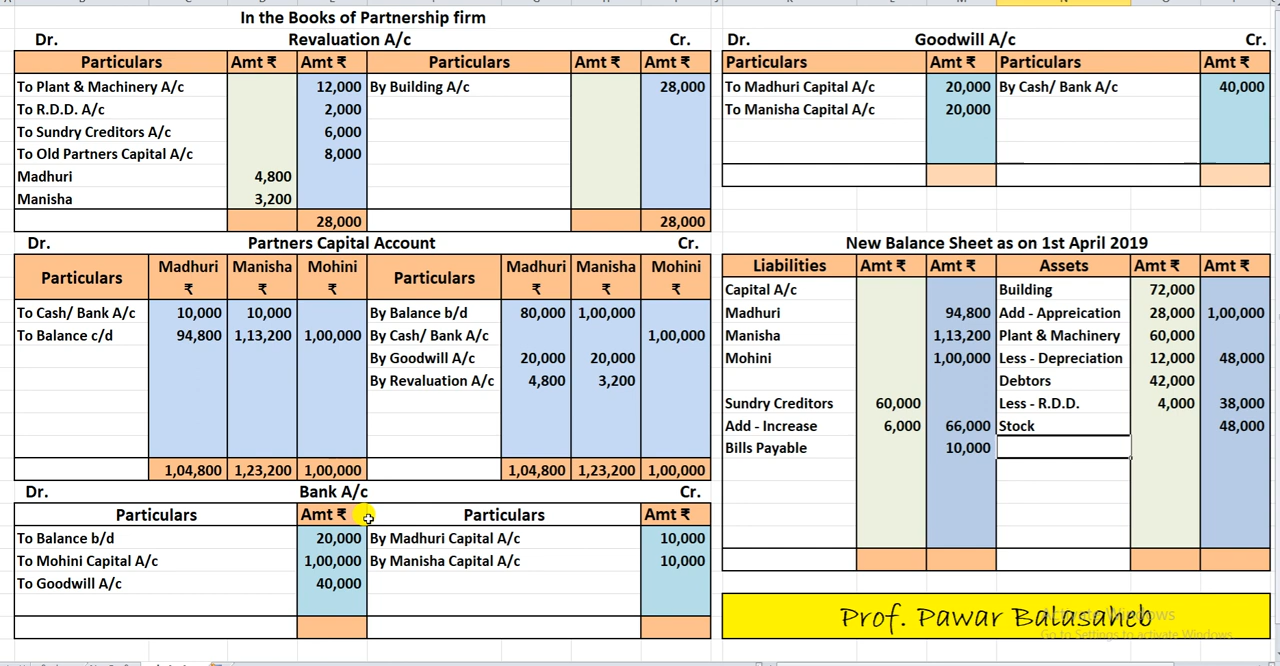 In the Books of Partnership firm
Dr. Revaluation A/c Cr.
Particulars Amt ₹ Amt ₹ Particulars Amt ₹ Amt ₹
To Plant & Machinery A/c 12,000 By Building A/c 28,000
To R.D.D. A/c 2,000
To Sundry Creditors A/c 6,000
To Old Partners Capital A/c 8,000
Madhuri 4,800
Manisha 3,200
28,000 28,000
Dr. Goodwill A/c Cr.
Particulars Amt ₹ Particulars Amt ₹
To Madhuri Capital A/c 20,000 By Cash/ Bank A/c 40,000
To Manisha Capital A/c 20,000
Dr. Partners Capital Account Cr.
Particulars Madhuri ₹ Manisha ₹ Mohini ₹ Particulars Madhuri ₹ Manisha ₹ Mohini ₹
To Cash/ Bank A/c 10,000 10,000 By Balance b/d 80,000 1,00,000
To Balance c/d 94,800 1,13,200 1,00,000 By Cash/ Bank A/c 1,00,000
By Goodwill A/c 20,000 20,000
By Revaluation A/c 4,800 3,200
1,04,800 1,23,200 1,00,000 1,04,800 1,23,200 1,00,000
New Balance Sheet as on 1st April 2019
Liabilities Amt ₹ Amt ₹ Assets Amt ₹ Amt ₹
Capital A/c Building 72,000
Madhuri 94,800 Add - Appreication 28,000 1,00,000
Manisha 1,13,200 Plant & Machinery 60,000
Mohini 1,00,000 Less - Depreciation 12,000 48,000
Debtors 42,000
Sundry Creditors 60,000 Less - R.D.D. 4,000 38,000
Add - Increase 6,000 66,000 Stock 48,000
Bills Payable 10,000
Dr. Bank A/c Cr.
Particulars Amt ₹ Particulars Amt ₹
To Balance b/d 20,000 By Madhuri Capital A/c 10,000
To Mohini Capital A/c 1,00,000 By Manisha Capital A/c 10,000
To Goodwill A/c 40,000
Prof. Pawar Balasaheb
Activate Windows
Go to Settings to activate Windows.